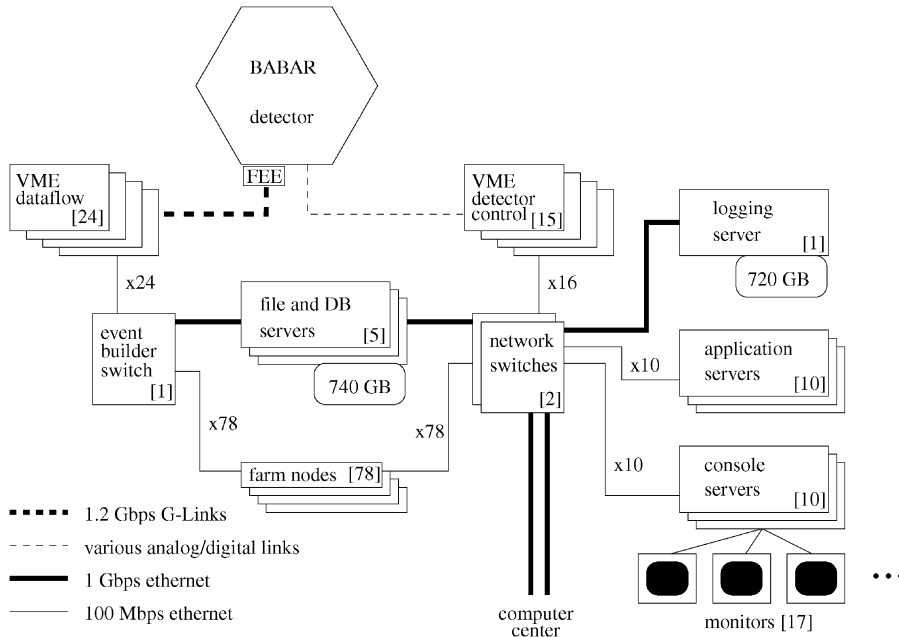 BABAR
detector
FEE
VME
dataflow
[24]
VME
detector
control
[15]
logging
server
[1]
720 GB
x24
x16
file and DB
servers
[5]
740 GB
event
builder
switch
[1]
network
switches
[2]
application
servers
[10]
x10
x78
x78
x10
farm nodes [78]
console
servers
[10]
1.2 Gbps G-Links
various analog/digital links
1 Gbps ethernet
100 Mbps ethernet
computer
center
monitors [17]
...